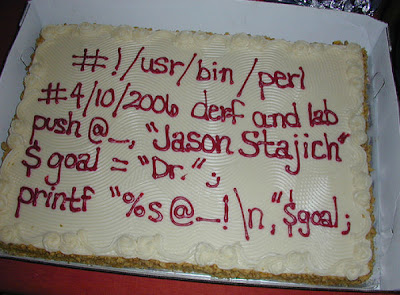 #!/usr/bin/perl
#4/10/2006 derf and lab
push @_, "Jason Stajich"
$goal = "Dr.";
printf "%s @_!\n", $goal;